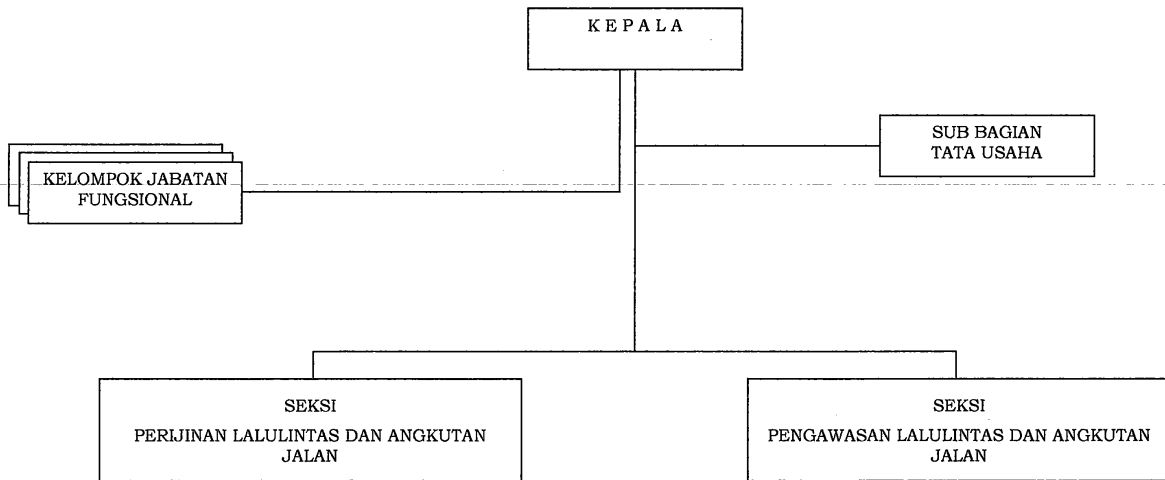 K E P A L A
SUB BAGIAN
TATA USAHA
KELOMPOK JABATAN
FUNGSIONAL
SEKSI
PERIJINAN LALULINTAS DAN ANGKUTAN
JALAN
SEKSI
PENGAWASAN LALULINTAS DAN ANGKUTAN
JALAN